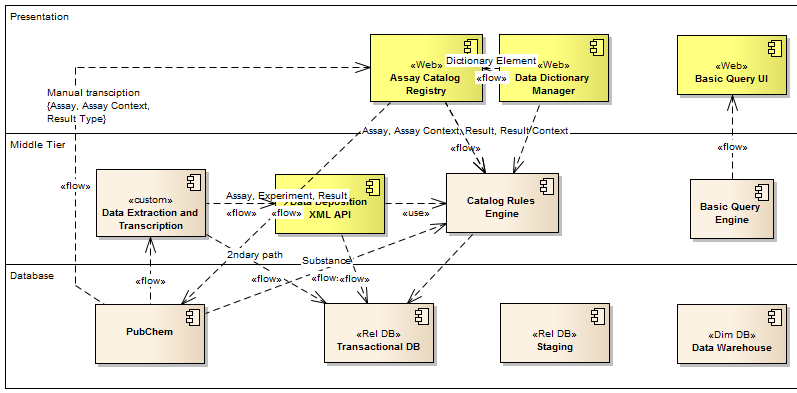 Presentation
Dictionary Element
«Web»
Assay Catalog
Registry
«flow»
«Web»
Data Dictionary
Manager
«Web»
Basic Query UI
Manual transciption
{Assay, Assay Context,
Result Type}
Assay, Assay Context, Result, Result Context
«flow»
Middle Tier
«flow»
«flow»
«custom»
Data Extraction and
Transcription
Assay, Experiment, Result
«flow»
«flow»
Data Deposition
XML API
«use»
Catalog Rules
Engine
Basic Query
Engine
2ndary path
Substance
Database
«flow»
«flow»
«flow»
«flow»
PubChem
«Rel DB»
Transactional DB
«Rel DB»
Staging
«Dim DB»
Data Warehouse